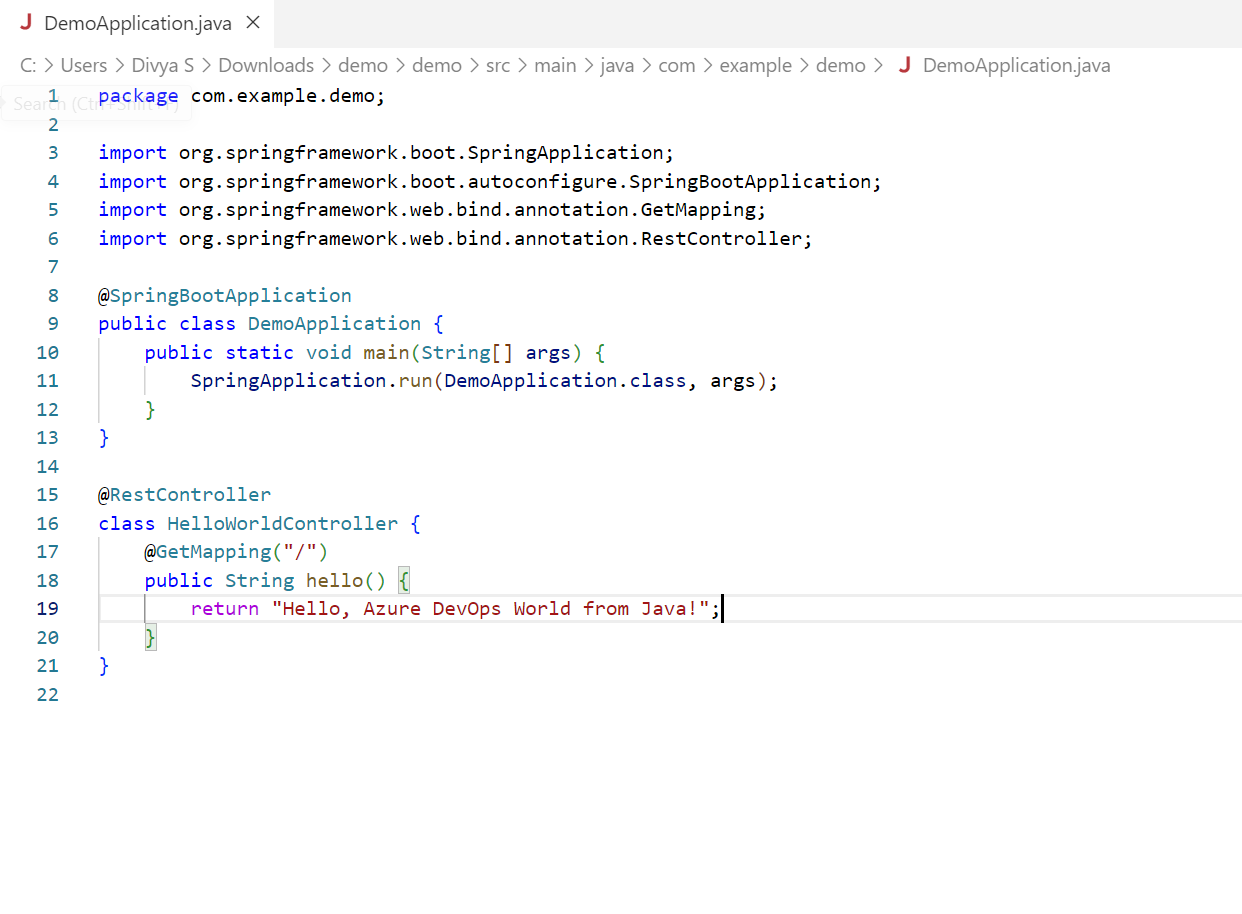 J DemoApplication.java ×
C: > Users > Divya S > Downloads > demo > demo > src > main > java > com > example > demo > J DemoApplication.java
Search (Ctrl+Shift+F)
1 package com.example.demo;
2
3 import org.springframework.boot.SpringApplication;
4 import org.springframework.boot.autoconfigure.SpringBootApplication;
5 import org.springframework.web.bind.annotation.GetMapping;
6 import org.springframework.web.bind.annotation.RestController;
7
8 @SpringBootApplication
9 public class DemoApplication {
10     public static void main(String[] args) {
11         SpringApplication.run(DemoApplication.class, args);
12     }
13 }
14
15 @RestController
16 class HelloWorldController {
17     @GetMapping("/")
18     public String hello() {
19         return "Hello, Azure DevOps World from Java!";
20     }
21 }
22